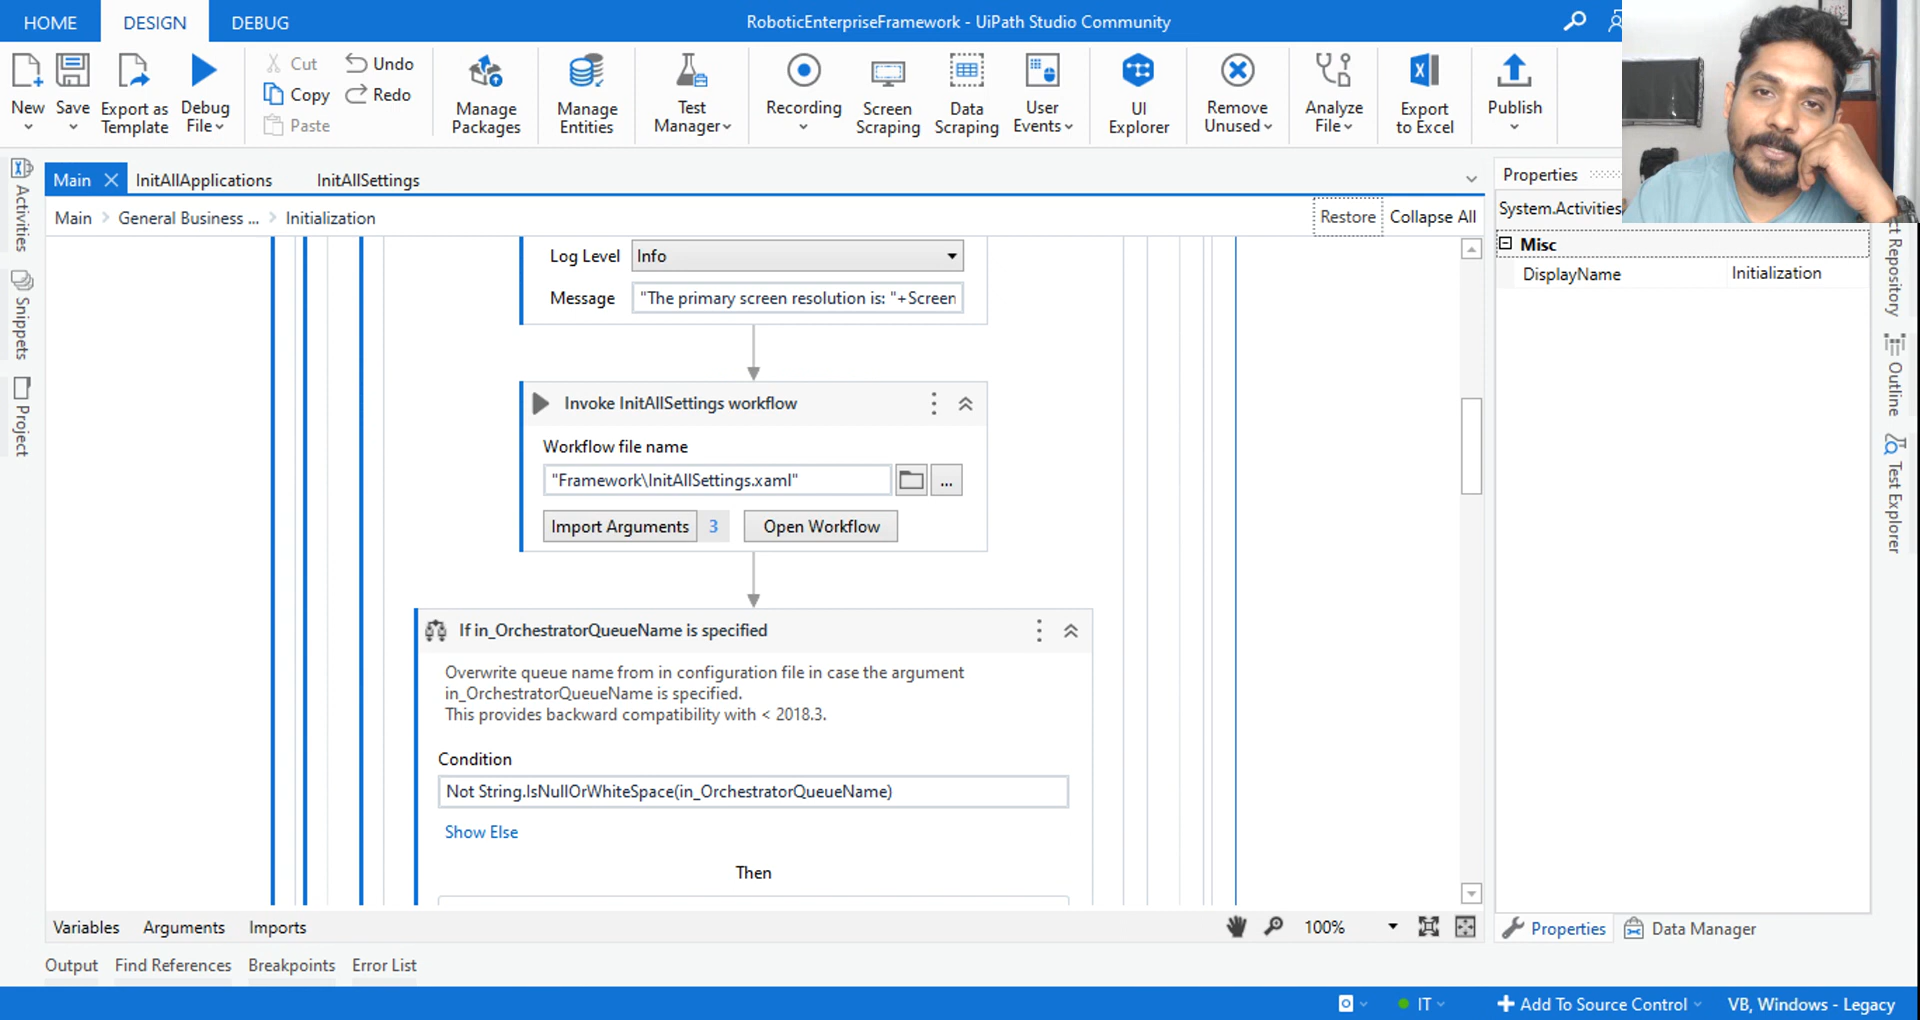 HOME DESIGN DEBUG RoboticEnterpriseFramework - UiPath Studio Community
New Save Export as Template Debug File Cut Copy Paste Undo Redo Manage Packages Manage Entities Test Manager Recording Screen Scraping Data Scraping User Events UI Explorer Remove Unused Analyze File Export to Excel Publish
Main InitAllApplications InitAllSettings
Main General Business ... Initialization Restore Collapse All
Activities
Snippets
Project
Log Level Info
Message "The primary screen resolution is: "+Screen
Invoke InitAllSettings workflow
Workflow file name
"Framework\InitAllSettings.xaml" ...
Import Arguments 3 Open Workflow
If in_OrchestratorQueueName is specified
Overwrite queue name from in configuration file in case the argument
in_OrchestratorQueueName is specified.
This provides backward compatibility with < 2018.3.
Condition
Not String.IsNullOrWhiteSpace(in_OrchestratorQueueName)
Show Else
Then
Properties
System.Activities
Misc
DisplayName Initialization
ct Repository
Outline
Test Explorer
Variables Arguments Imports 100% Properties Data Manager
Output Find References Breakpoints Error List
IT Add To Source Control VB, Windows - Legacy